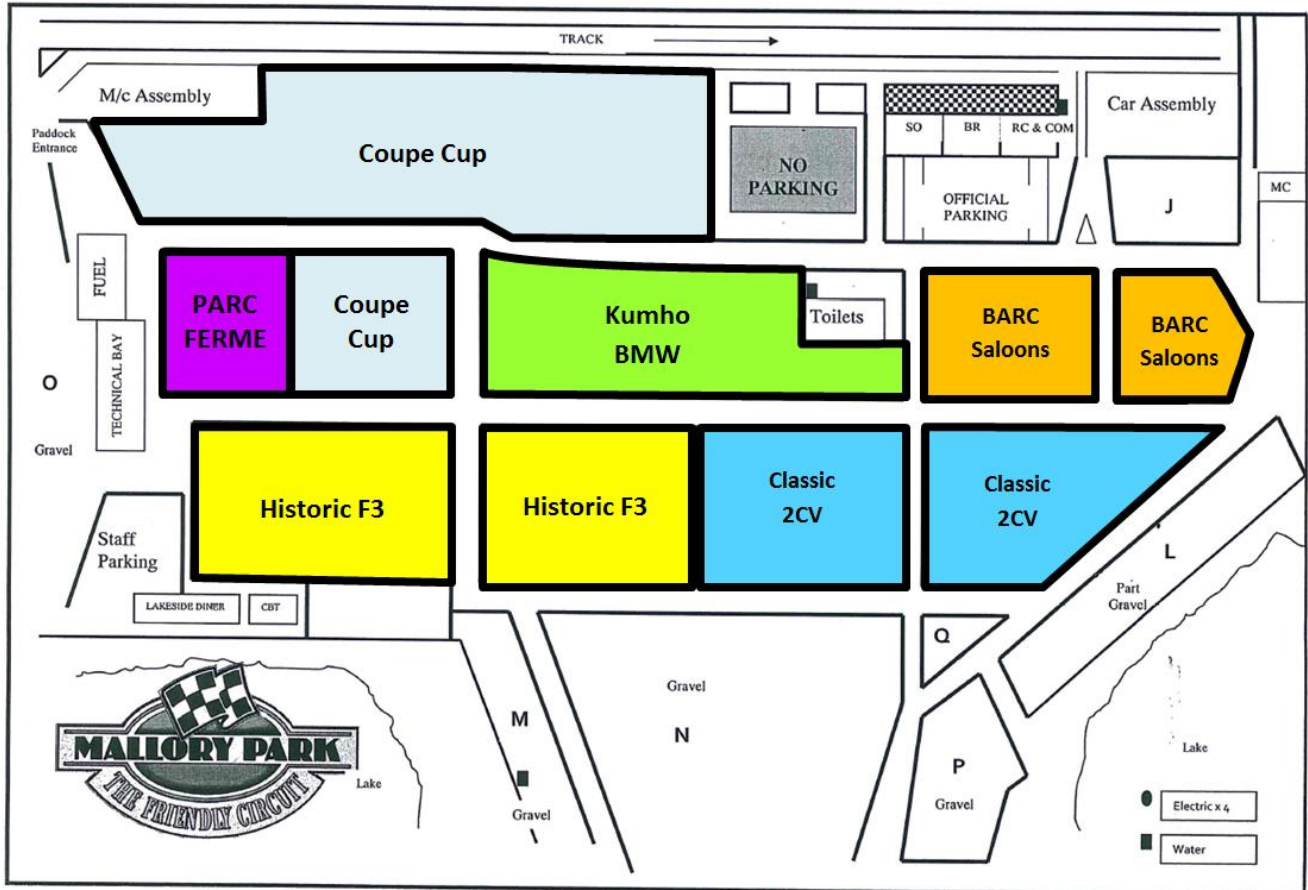 TRACK
M/c Assembly
Car Assembly
Paddock
Entrance
Coupe Cup
NO
PARKING
SO
BR
RC & COM
OFFICIAL
PARKING
J
MC
FUEL
PARC
FERME
Coupe
Cup
Kumho
BMW
Toilets
BARC
Saloons
BARC
Saloons
O
TECHNICAL BAY
Gravel
Historic F3
Historic F3
Classic
2CV
Classic
2CV
Staff
Parking
L
Part
Gravel
LAKESIDE DINER
CBT
Q
MALLORY PARK
THE FRIENDLY CIRCUIT
Lake
M
Gravel
Gravel
N
P
Gravel
Lake
Electric x 4
Water